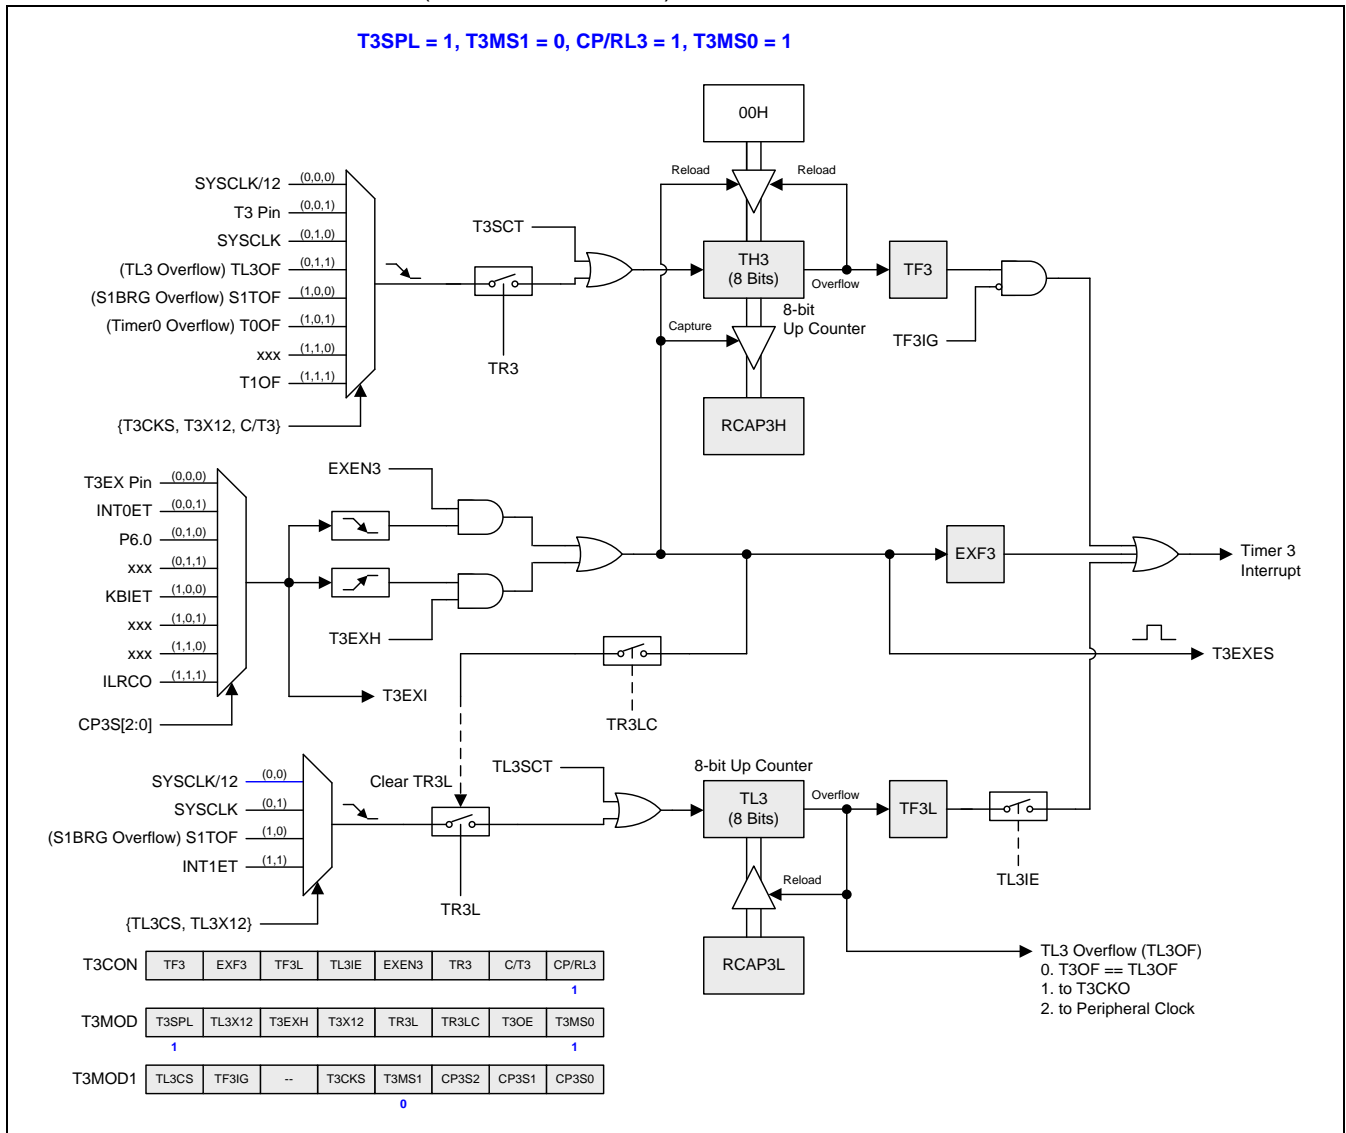 T3SPL = 1, T3MS1 = 0, CP/RL3 = 1, T3MS0 = 1
00H
Reload
Reload
SYSCLK/12 (0,0,0)
T3 Pin (0,0,1)
SYSCLK (0,1,0)
(TL3 Overflow) TL3OF (0,1,1)
(S1BRG Overflow) S1TOF (1,0,0)
(Timer0 Overflow) T0OF (1,0,1)
xxx (1,1,0)
T1OF (1,1,1)
{T3CKS, T3X12, C/T3}
TR3
T3SCT
TH3
(8 Bits)
Overflow
8-bit
Up Counter
TF3
TF3IG
Capture
RCAP3H
EXEN3
T3EX Pin (0,0,0)
INT0ET (0,0,1)
P6.0 (0,1,0)
xxx (0,1,1)
KBIET (1,0,0)
xxx (1,0,1)
xxx (1,1,0)
ILRCO (1,1,1)
CP3S[2:0]
T3EXH
T3EXI
EXF3
Timer 3
Interrupt
T3EXES
TR3LC
SYSCLK/12 (0,0)
SYSCLK (0,1)
(S1BRG Overflow) S1TOF (1,0)
INT1ET (1,1)
{TL3CS, TL3X12}
Clear TR3L
TR3L
TL3SCT
8-bit Up Counter
TL3
(8 Bits)
Overflow
TF3L
TL3IE
Reload
RCAP3L
TL3 Overflow (TL3OF)
0. T3OF == TL3OF
1. to T3CKO
2. to Peripheral Clock
T3CON TF3 EXF3 TF3L TL3IE EXEN3 TR3 C/T3 CP/RL3
1
T3MOD T3SPL TL3X12 T3EXH T3X12 TR3L TR3LC T3OE T3MS0
1 1
T3MOD1 TL3CS TF3IG -- T3CKS T3MS1 CP3S2 CP3S1 CP3S0
0